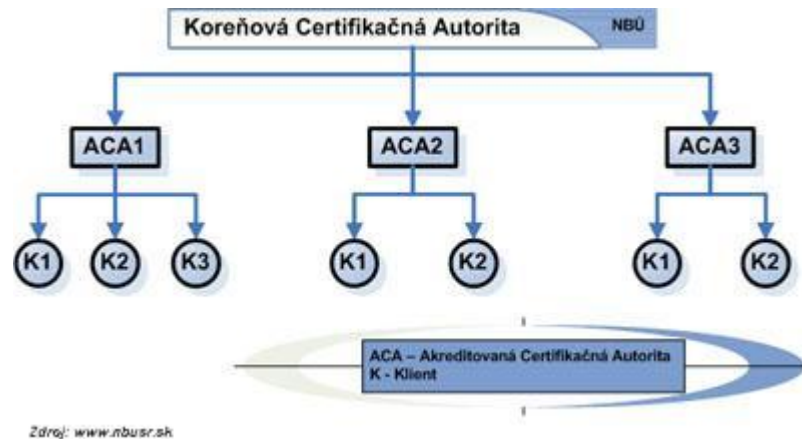 Koreňová Certifikačná Autorita NBÚ
ACA1 ACA2 ACA3
K1 K2 K3 K1 K2 K1 K2
ACA – Akreditovaná Certifikačná Autorita
K - Klient
Zdroj: www.nbusr.sk